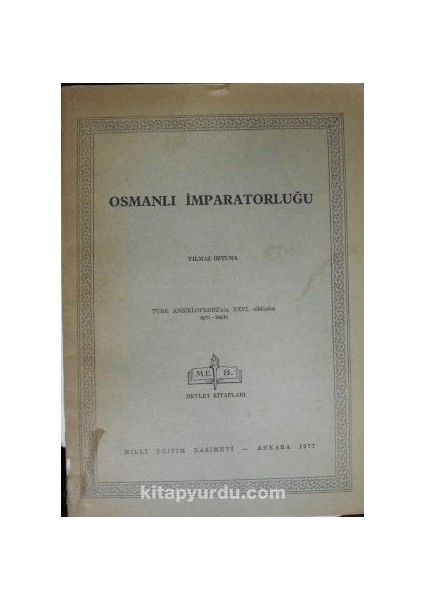 OSMANLI İMPARATORLUĞU
YILMAZ ÖZTUNA
TÜRK ANSİKLOPEDİSİ'nin XXVI. cildinden
ayrı - baskı
M.E. B.
DEVLET KİTAPLARI
MİLLİ EĞİTİM BASIMEVİ — ANKARA 1977
kitapyurdu.com